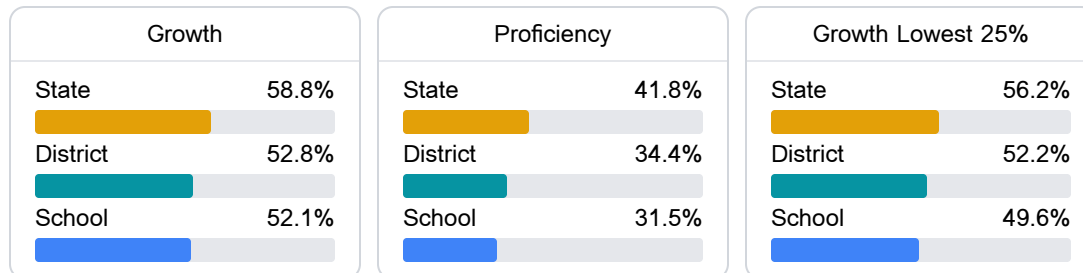 Growth
State 58.8%
District 52.8%
School 52.1%
Proficiency
State 41.8%
District 34.4%
School 31.5%
Growth Lowest 25%
State 56.2%
District 52.2%
School 49.6%